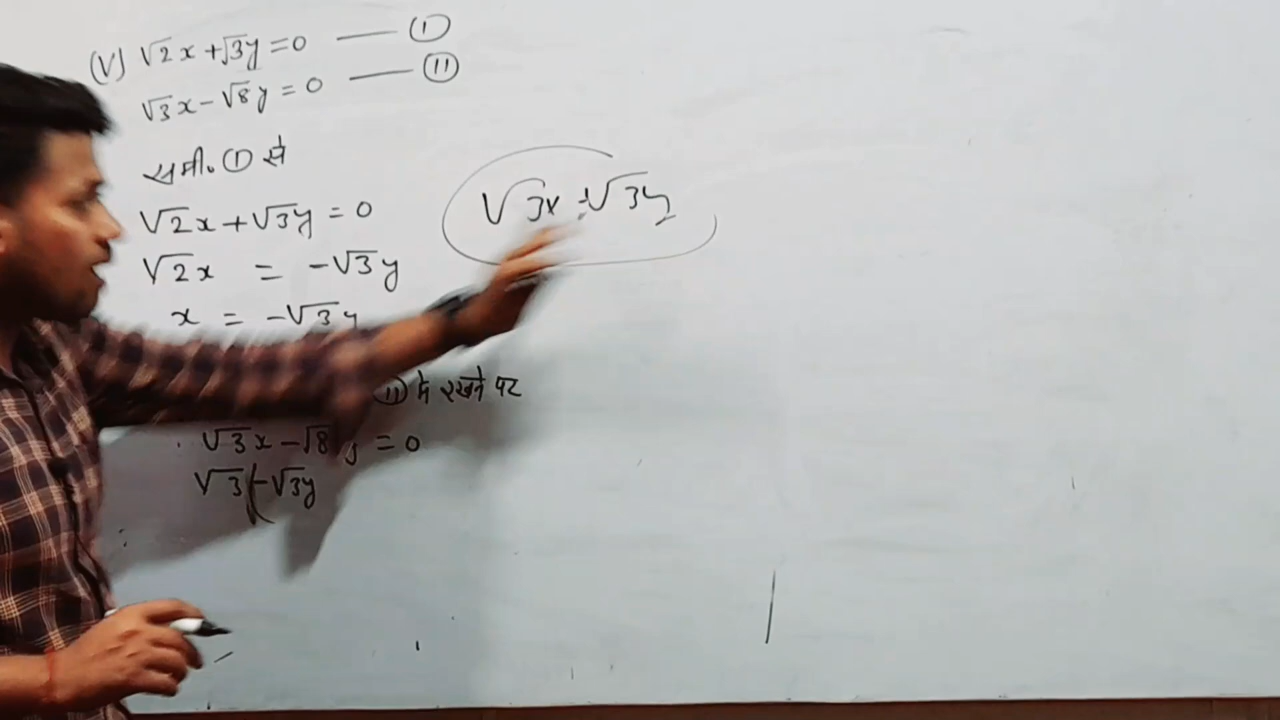 (V) √2x + √3y = 0 —— (I)
√3x - √8y = 0 —— (II)
समी. (I) से
√2x + √3y = 0
√2x = -√3y
x = -√3y
(II) में रखने पर
√3x - √8y = 0
√3(-√3y
√3x √3y